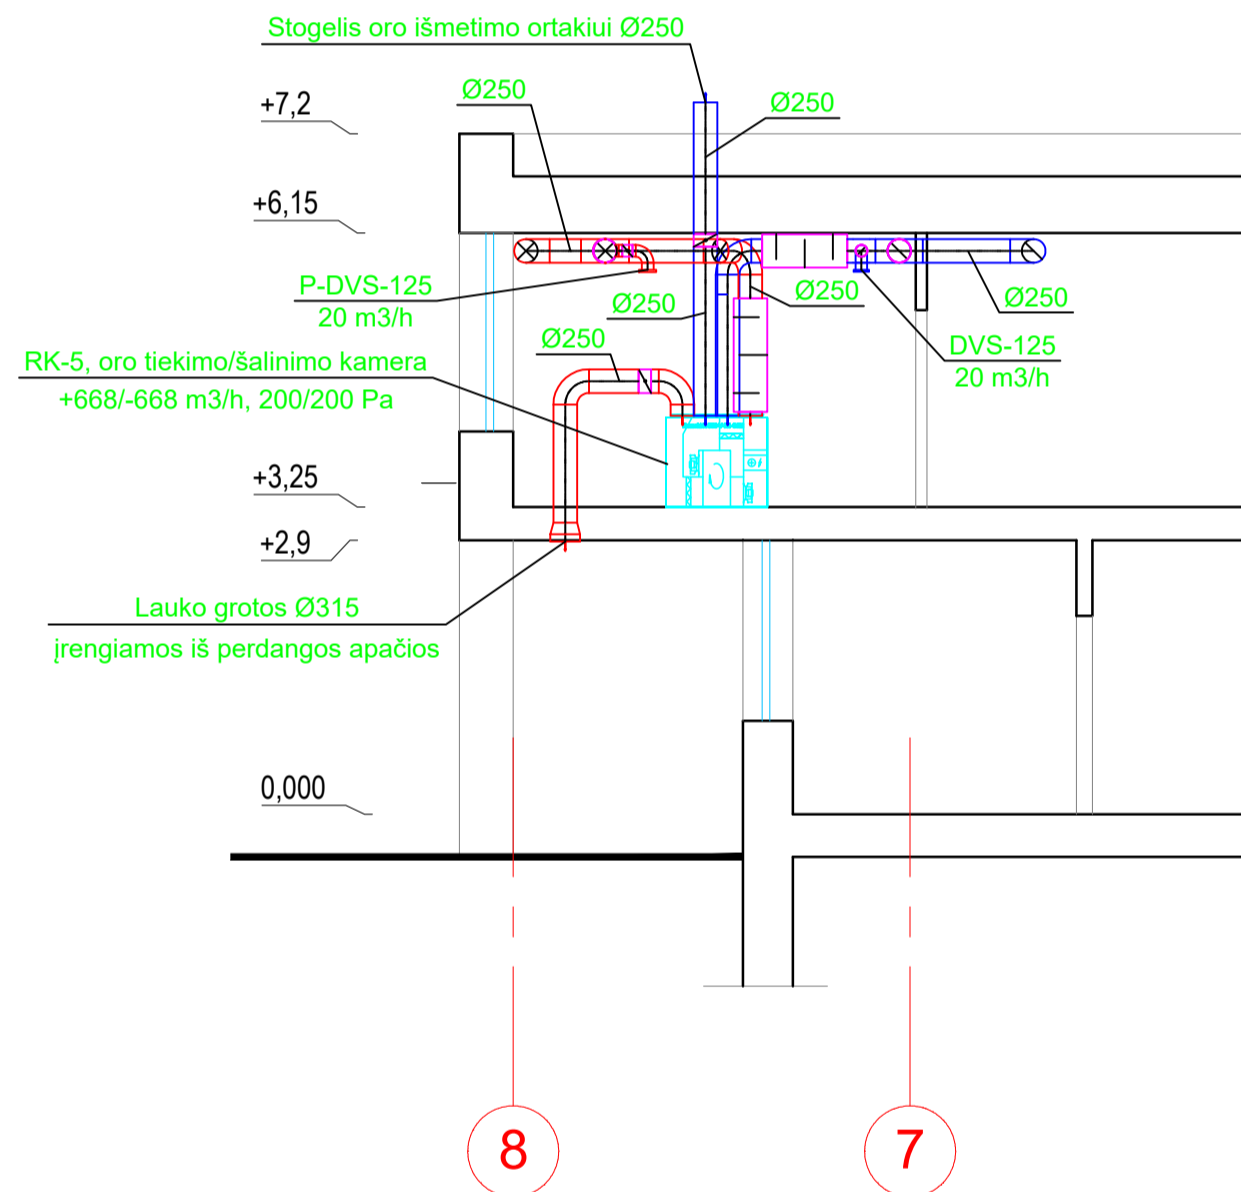 Stogelis oro išmetimo ortakiui Ø250
Ø250
Ø250
+7,2
+6,15
P-DVS-125
20 m3/h
Ø250
Ø250
Ø250
Ø250
DVS-125
20 m3/h
RK-5, oro tiekimo/šalinimo kamera
+668/-668 m3/h, 200/200 Pa
+3,25
+2,9
Lauko grotos Ø315
įrengiamos iš perdangos apačios
0,000
8
7